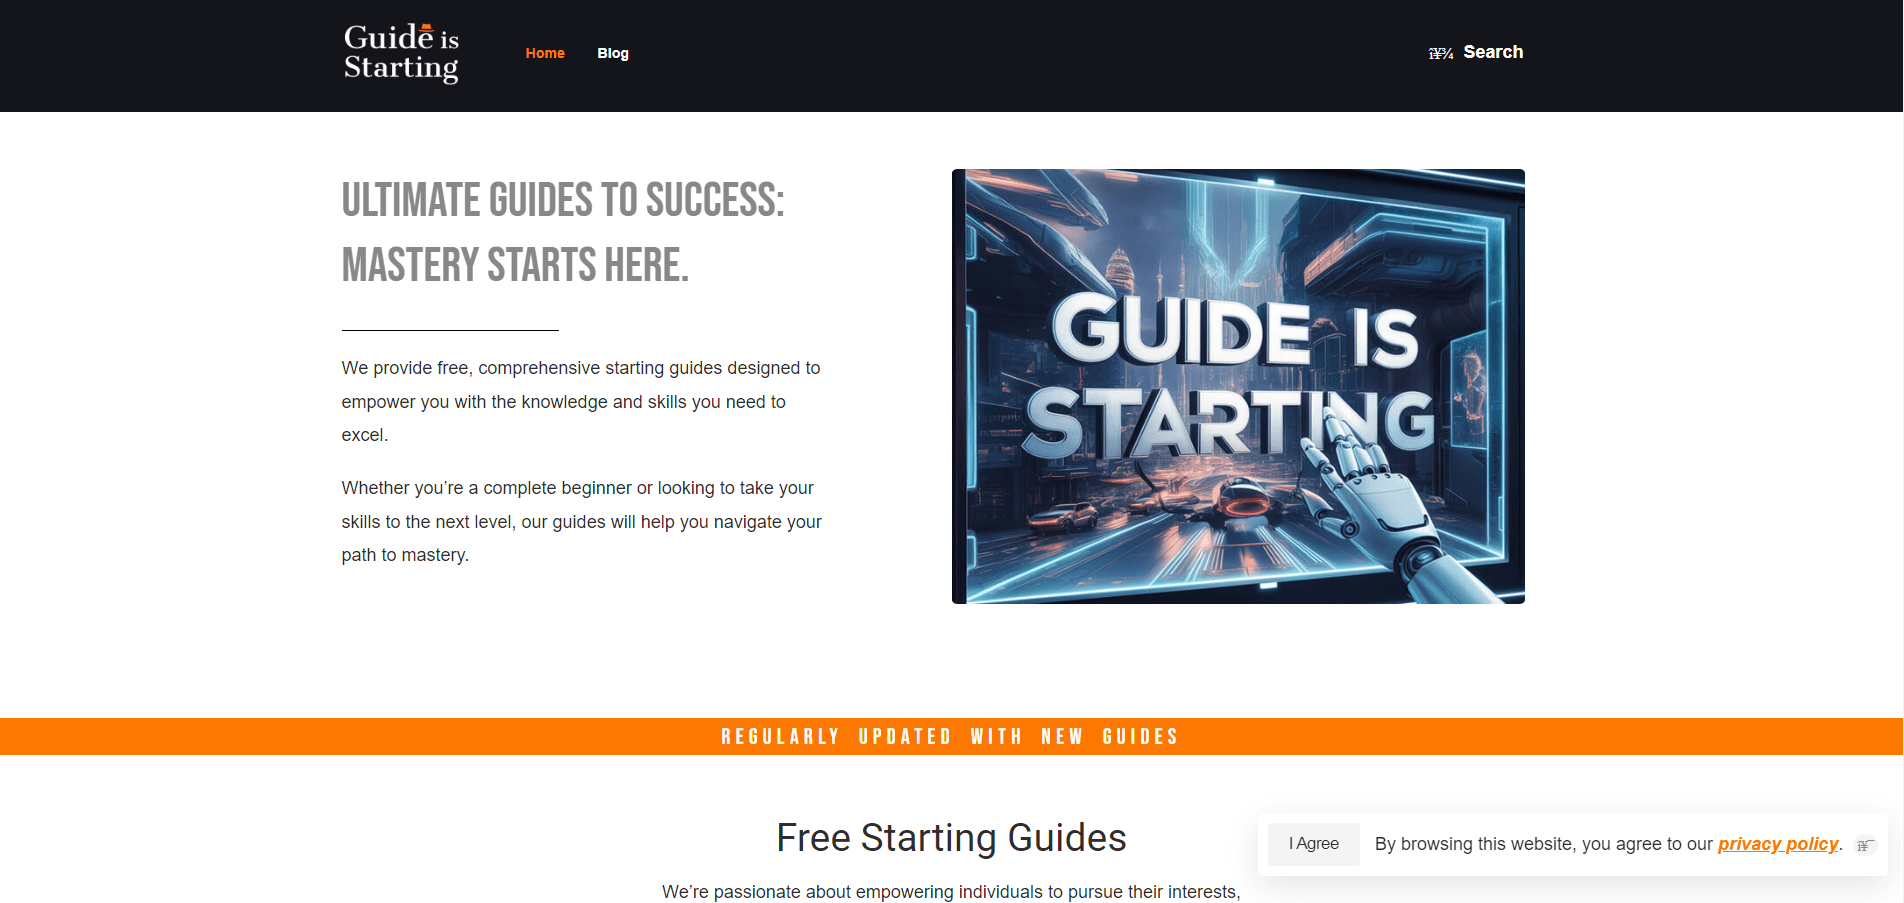 Guide is
Starting
Home
Blog
Search
ULTIMATE GUIDES TO SUCCESS:
MASTERY STARTS HERE.
We provide free, comprehensive starting guides designed to
empower you with the knowledge and skills you need to
excel.
Whether you’re a complete beginner or looking to take your
skills to the next level, our guides will help you navigate your
path to mastery.
GUIDE IS
STARTING
REGULARLY UPDATED WITH NEW GUIDES
Free Starting Guides
We’re passionate about empowering individuals to pursue their interests,
I Agree
By browsing this website, you agree to our privacy policy.